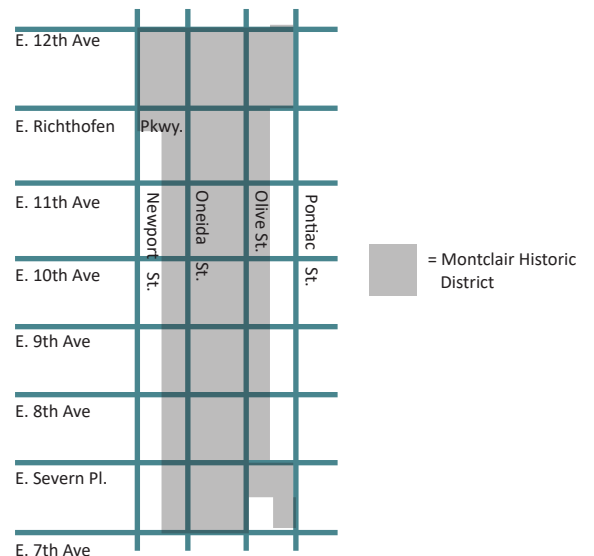 E. 12th Ave
E. Richthofen Pkwy.
E. 11th Ave
Newport St.
Oneida St.
Olive St.
Pontiac St.
= Montclair Historic
District
E. 10th Ave
E. 9th Ave
E. 8th Ave
E. Severn Pl.
E. 7th Ave